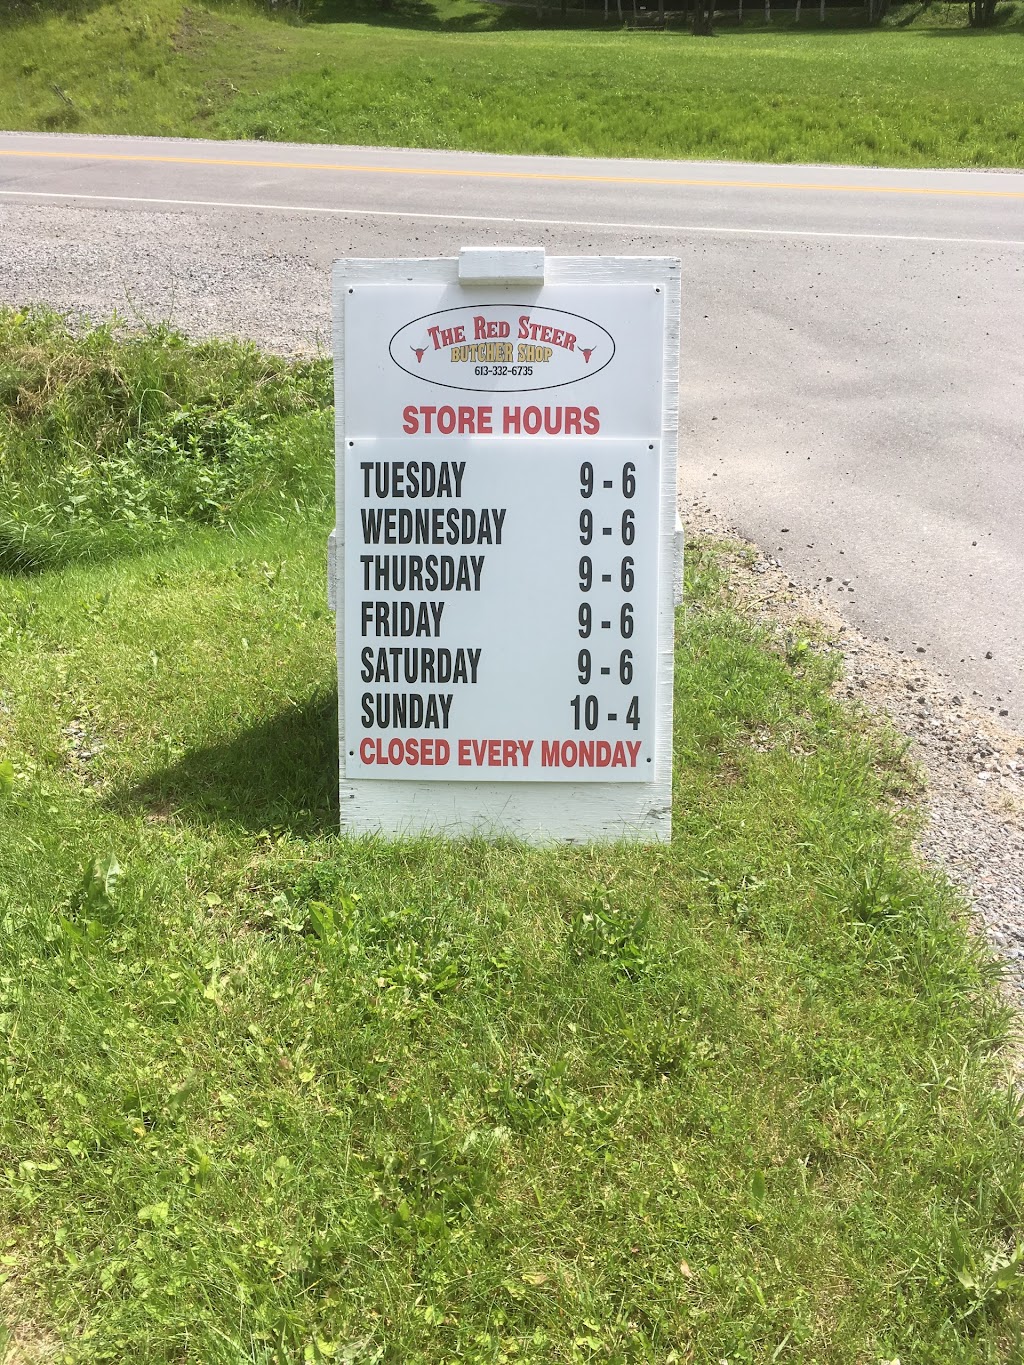 THE RED STEER
BUTCHER SHOP
613-332-6735
STORE HOURS
TUESDAY 9 - 6
WEDNESDAY 9 - 6
THURSDAY 9 - 6
FRIDAY 9 - 6
SATURDAY 9 - 6
SUNDAY 10 - 4
CLOSED EVERY MONDAY